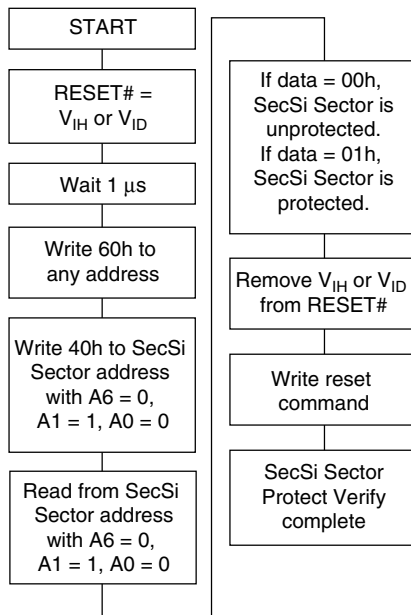 START
RESET# =
V_IH or V_ID
Wait 1 μs
Write 60h to
any address
Write 40h to SecSi
Sector address
with A6 = 0,
A1 = 1, A0 = 0
Read from SecSi
Sector address
with A6 = 0,
A1 = 1, A0 = 0
If data = 00h,
SecSi Sector is
unprotected.
If data = 01h,
SecSi Sector is
protected.
Remove V_IH or V_ID
from RESET#
Write reset
command
SecSi Sector
Protect Verify
complete